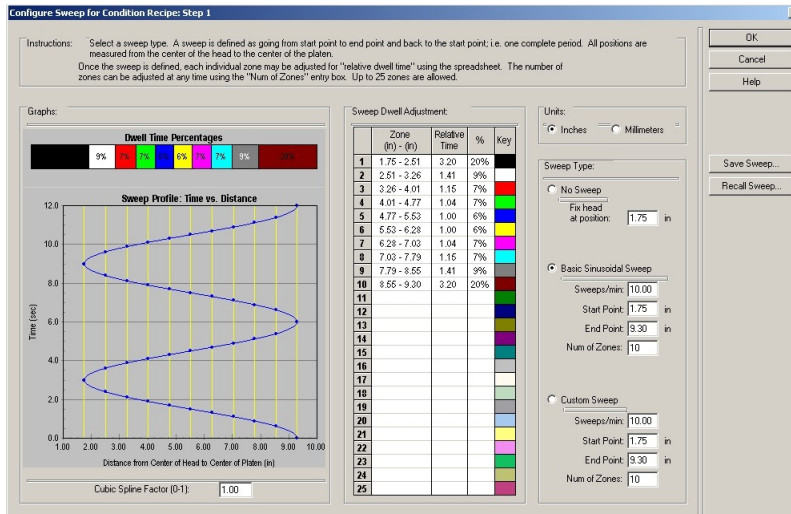 Configure Sweep for Condition Recipe: Step 1
Instructions: Select a sweep type. A sweep is defined as going from start point to end point and back to the start point; i.e. one complete period. All positions are
measured from the center of the head to the center of the platen.
Once the sweep is defined, each individual zone may be adjusted for "relative dwell time" using the spreadsheet. The number of
zones can be adjusted at any time using the "Num of Zones" entry box. Up to 25 zones are allowed.
OK
Cancel
Help
Save Sweep...
Recall Sweep...
Graphs:
Dwell Time Percentages
9% 7% 7% 6% 6% 7% 7% 9% 20%
Sweep Profile: Time vs. Distance
Time (sec)
12.0
10.0
8.0
6.0
4.0
2.0
0.0
1.00 2.00 3.00 4.00 5.00 6.00 7.00 8.00 9.00 10.00
Distance from Center of Head to Center of Platen (in)
Cubic Spline Factor (0-1): 1.00
Sweep Dwell Adjustment:
Zone (in) - (in) Relative Time % Key
1 1.75 - 2.51 3.20 20%
2 2.51 - 3.26 1.41 9%
3 3.26 - 4.01 1.15 7%
4 4.01 - 4.77 1.04 7%
5 4.77 - 5.53 1.00 6%
6 5.53 - 6.28 1.00 6%
7 6.28 - 7.03 1.04 7%
8 7.03 - 7.79 1.15 7%
9 7.79 - 8.55 1.41 9%
10 8.55 - 9.30 3.20 20%
11
12
13
14
15
16
17
18
19
20
21
22
23
24
25
Units:
Inches Millimeters
Sweep Type:
No Sweep
Fix head
at position: 1.75 in
Basic Sinusoidal Sweep
Sweeps/min: 10.00
Start Point: 1.75 in
End Point: 9.30 in
Num of Zones: 10
Custom Sweep
Sweeps/min: 10.00
Start Point: 1.75 in
End Point: 9.30 in
Num of Zones: 10